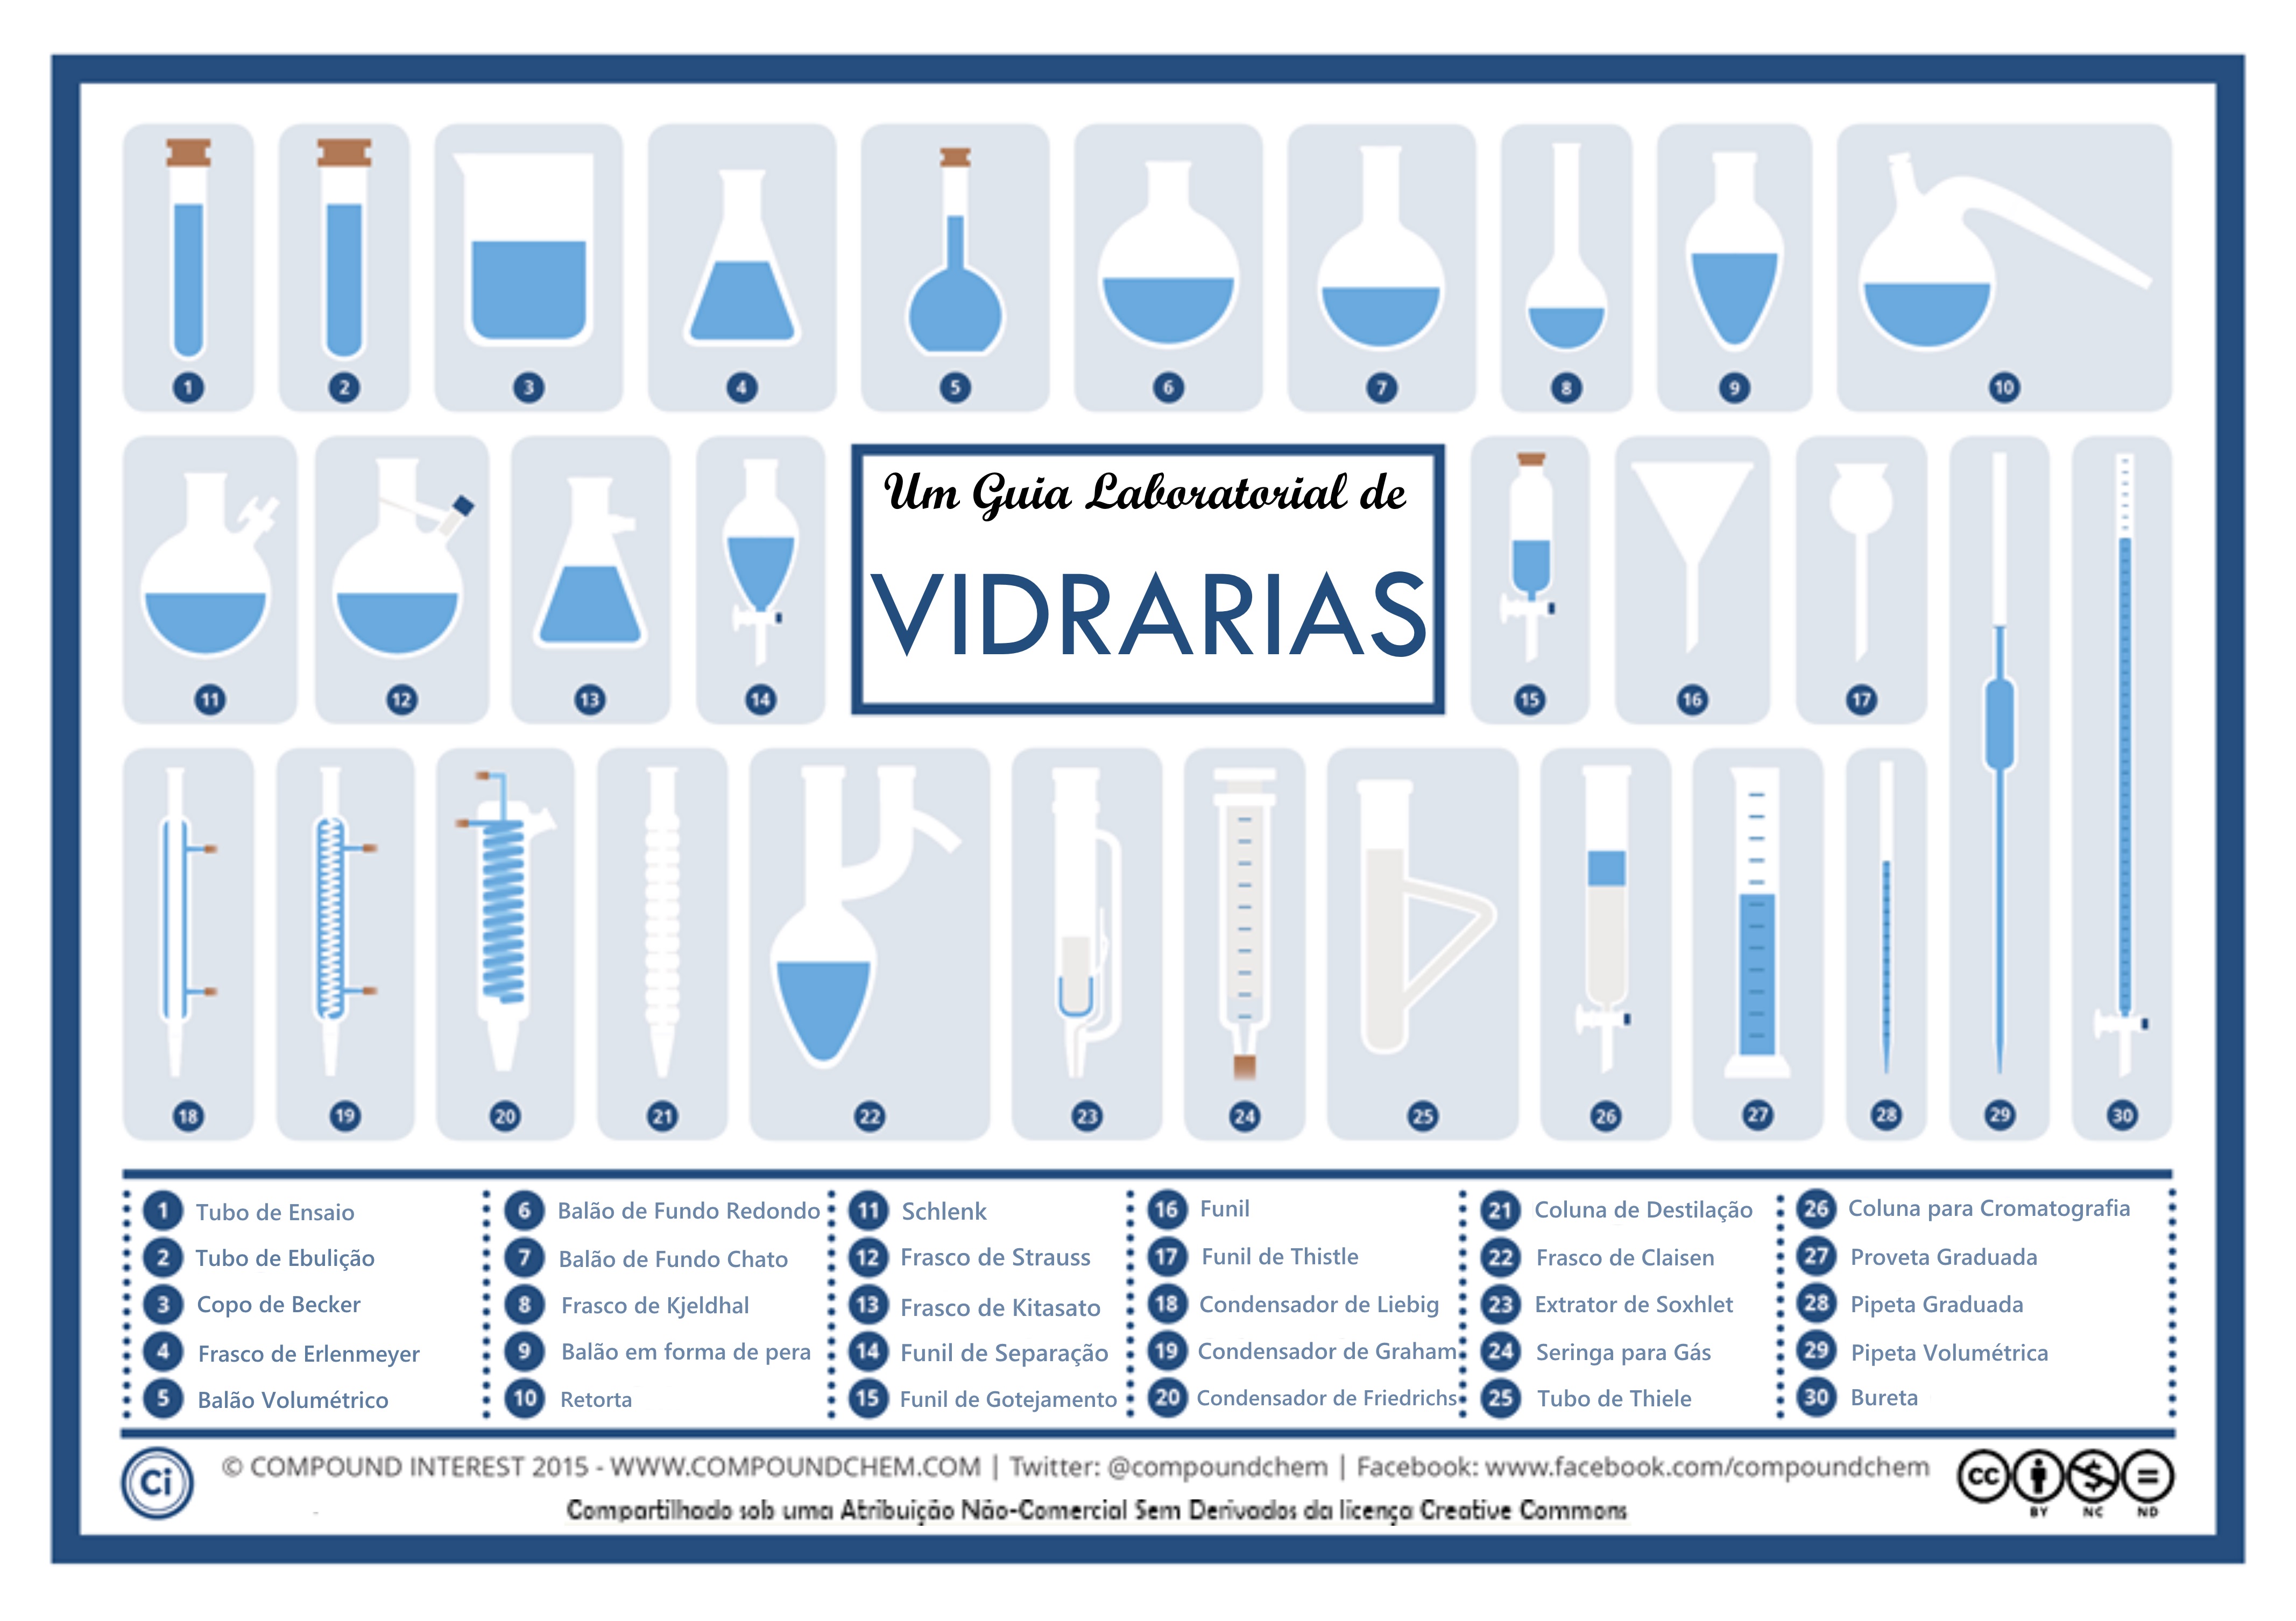 1
2
3
4
5
6
7
8
9
10
Um Guia Laboratorial de
VIDRARIAS
11
12
13
14
15
16
17
18
19
20
21
22
23
24
25
26
27
28
29
30
1 Tubo de Ensaio
2 Tubo de Ebulição
3 Copo de Becker
4 Frasco de Erlenmeyer
5 Balão Volumétrico
6 Balão de Fundo Redondo
7 Balão de Fundo Chato
8 Frasco de Kjeldhal
9 Balão em forma de pera
10 Retorta
11 Schlenk
12 Frasco de Strauss
13 Frasco de Kitasato
14 Funil de Separação
15 Funil de Gotejamento
16 Funil
17 Funil de Thistle
18 Condensador de Liebig
19 Condensador de Graham
20 Condensador de Friedrichs
21 Coluna de Destilação
22 Frasco de Claisen
23 Extrator de Soxhlet
24 Seringa para Gás
25 Tubo de Thiele
26 Coluna para Cromatografia
27 Proveta Graduada
28 Pipeta Graduada
29 Pipeta Volumétrica
30 Bureta
Ci
© COMPOUND INTEREST 2015 - WWW.COMPOUNDCHEM.COM | Twitter: @compoundchem | Facebook: www.facebook.com/compoundchem
Compartilhado sob uma Atribuição Não-Comercial Sem Derivados da licença Creative Commons
cc BY NC ND